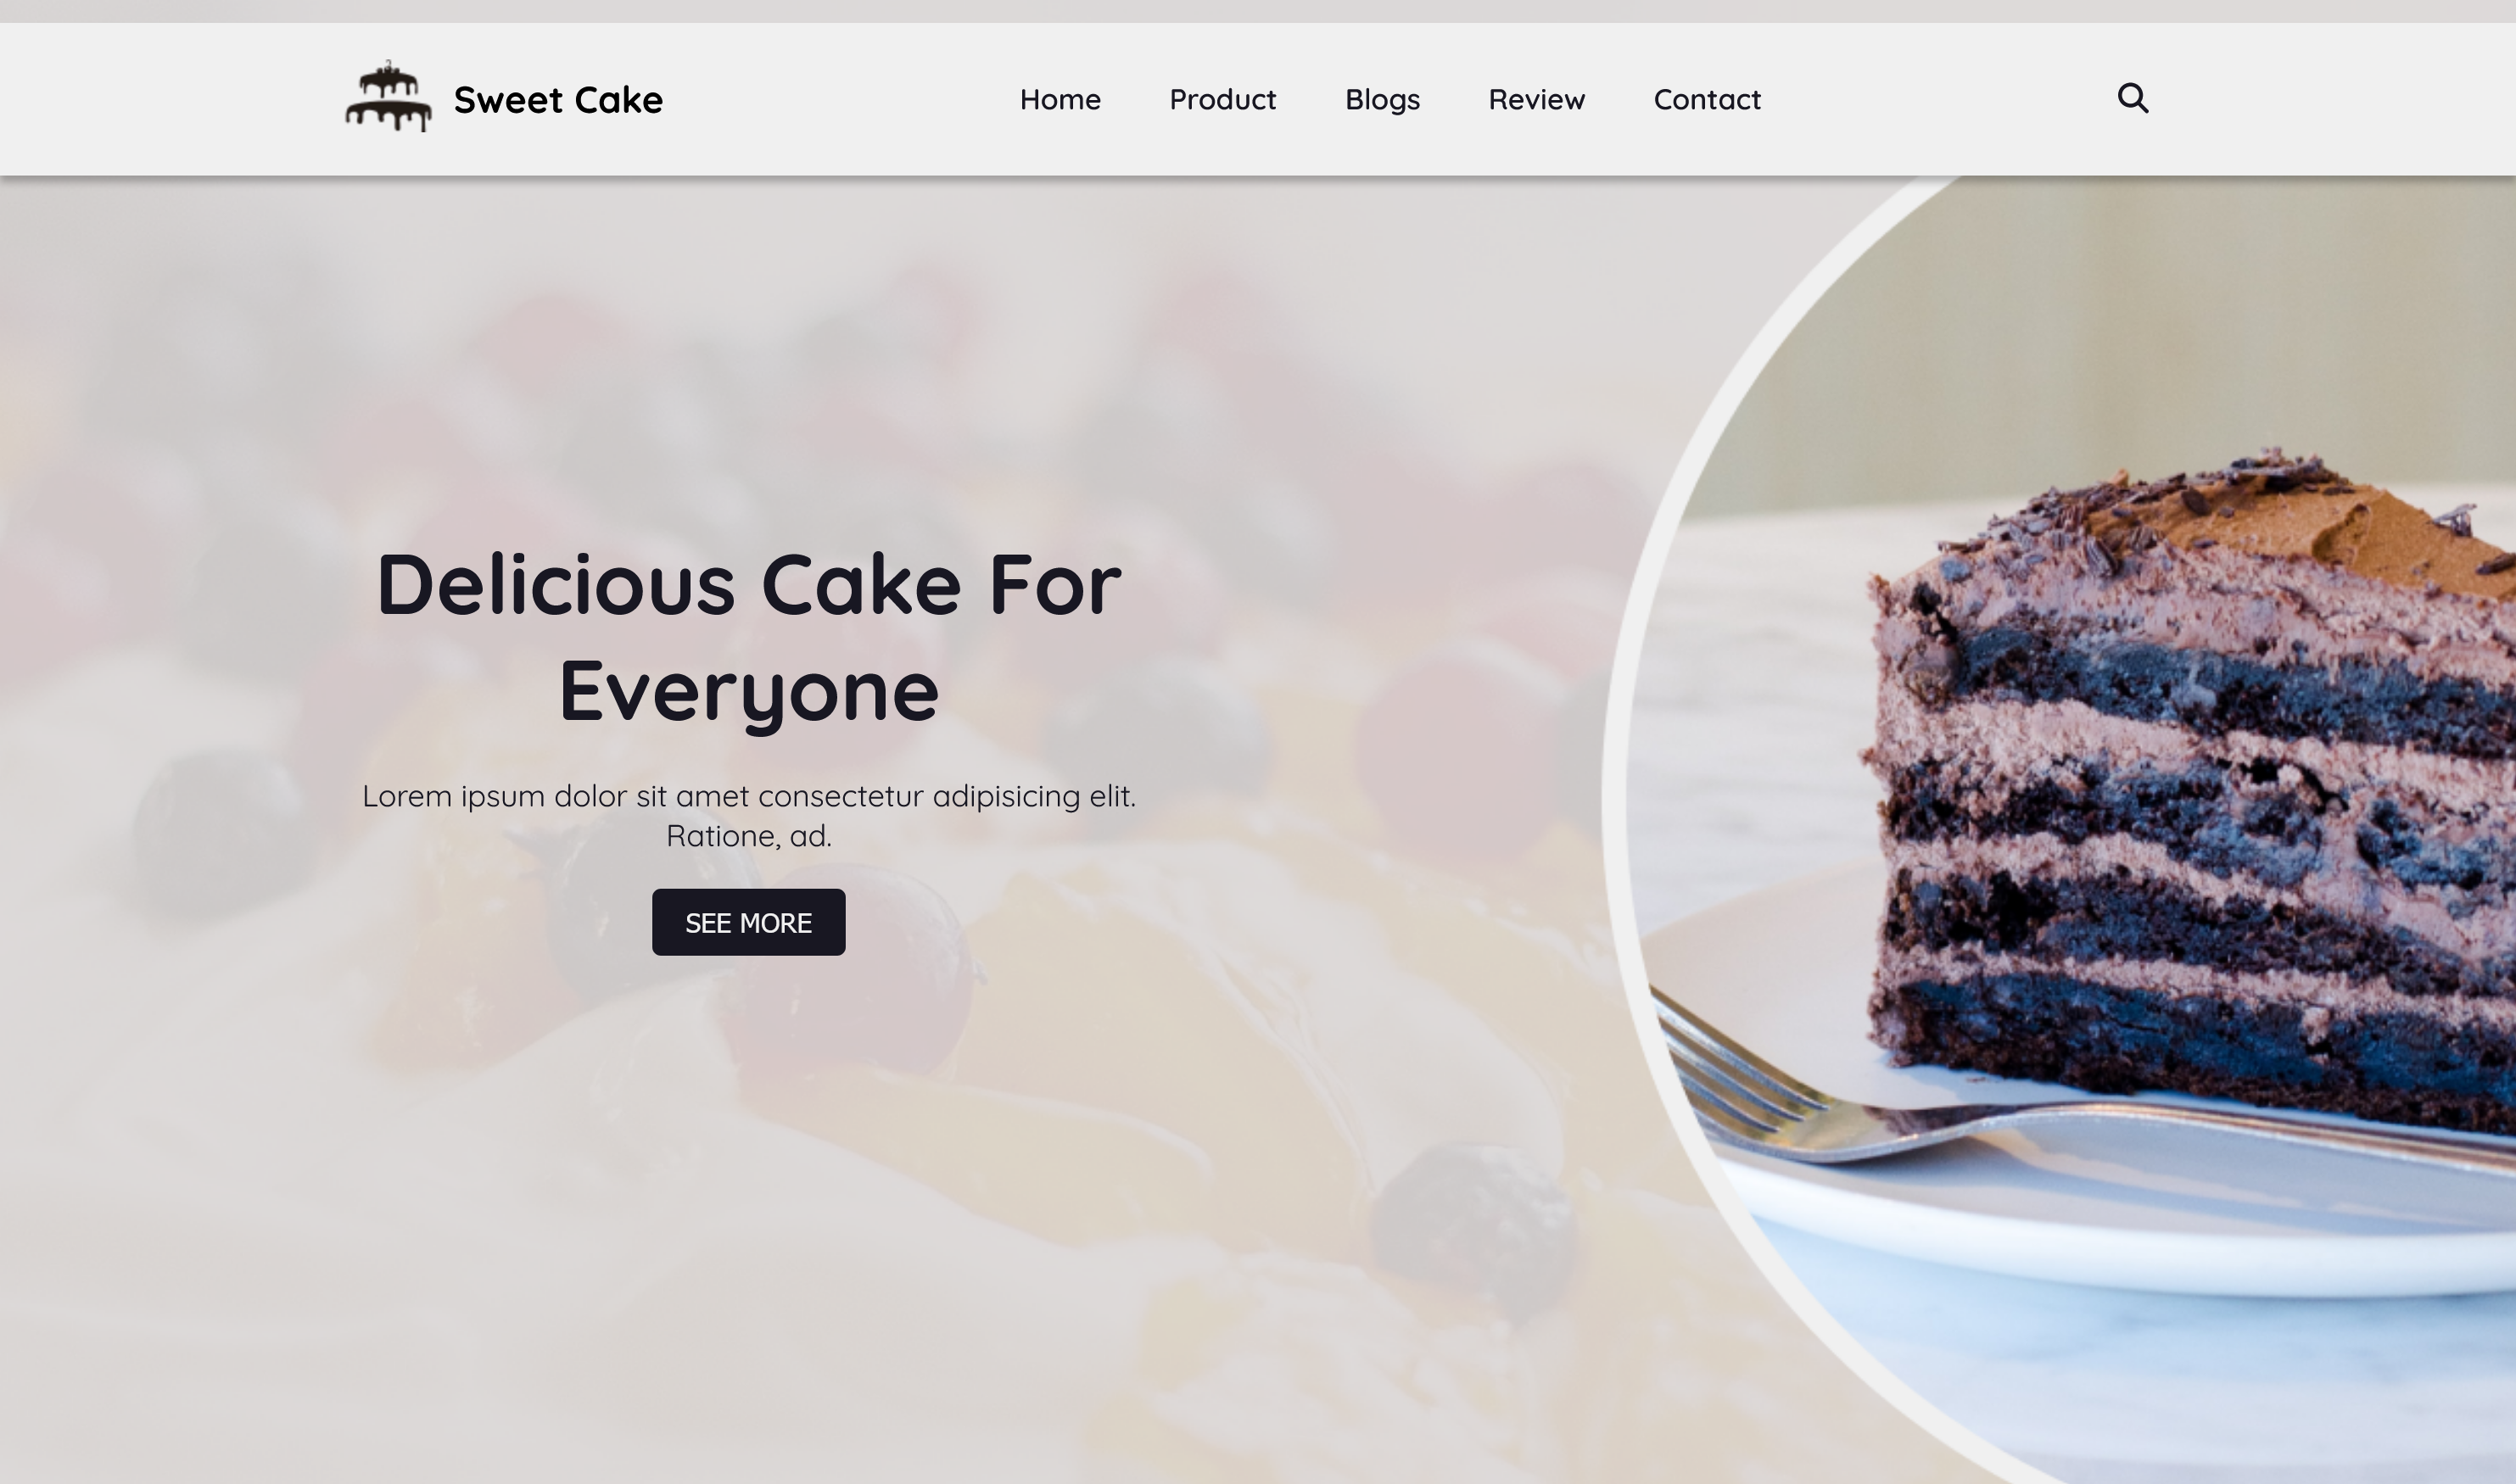 Sweet Cake
Home Product Blogs Review Contact
Delicious Cake For
Everyone
Lorem ipsum dolor sit amet consectetur adipisicing elit.
Ratione, ad.
SEE MORE